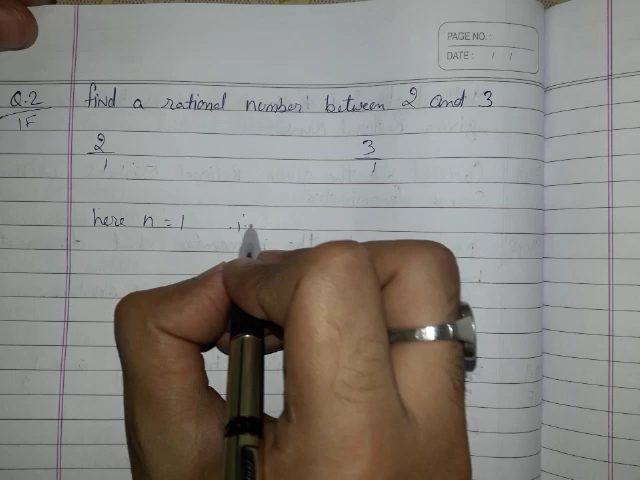 PAGE NO.:
DATE: / /
Q.2 find a rational number between 2 and 3
1F
2/1 3/1
here n = 1 i